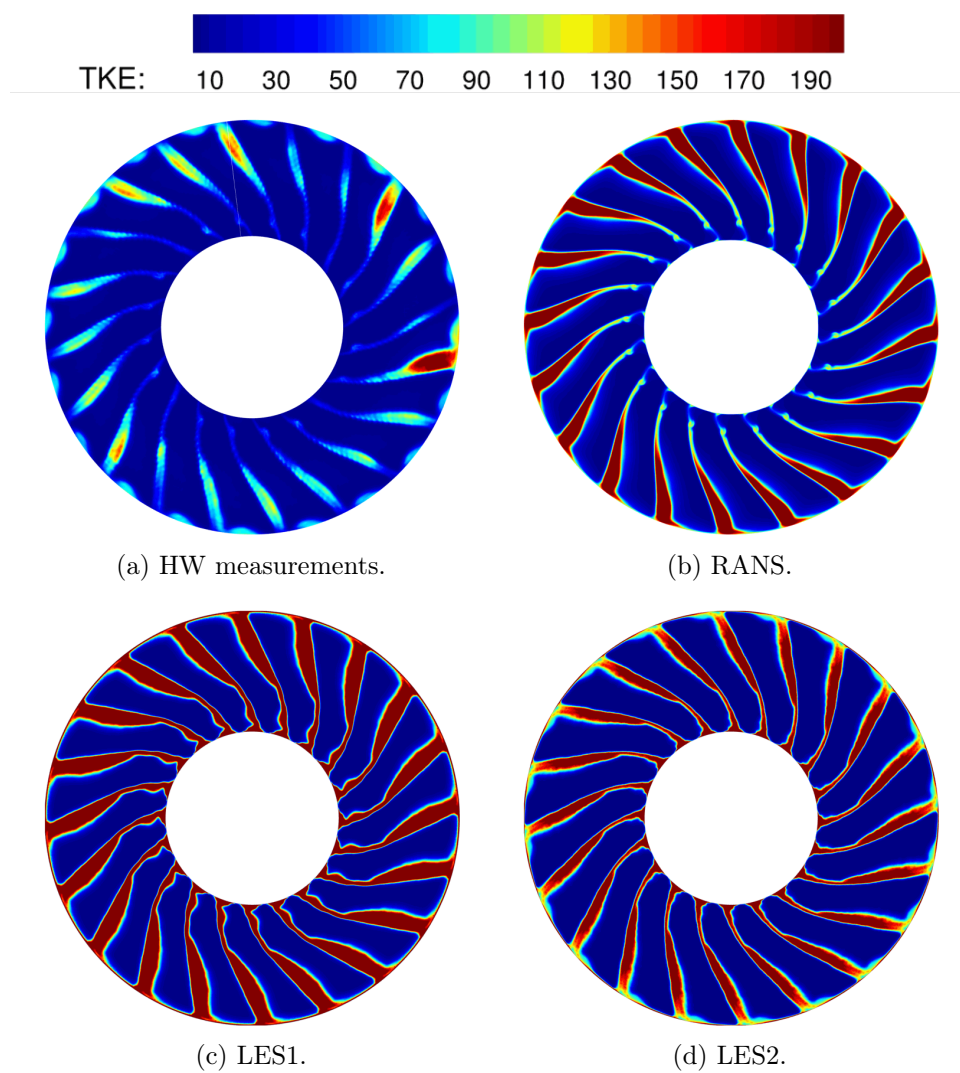 TKE: 10 30 50 70 90 110 130 150 170 190
(a) HW measurements.
(b) RANS.
(c) LES1.
(d) LES2.